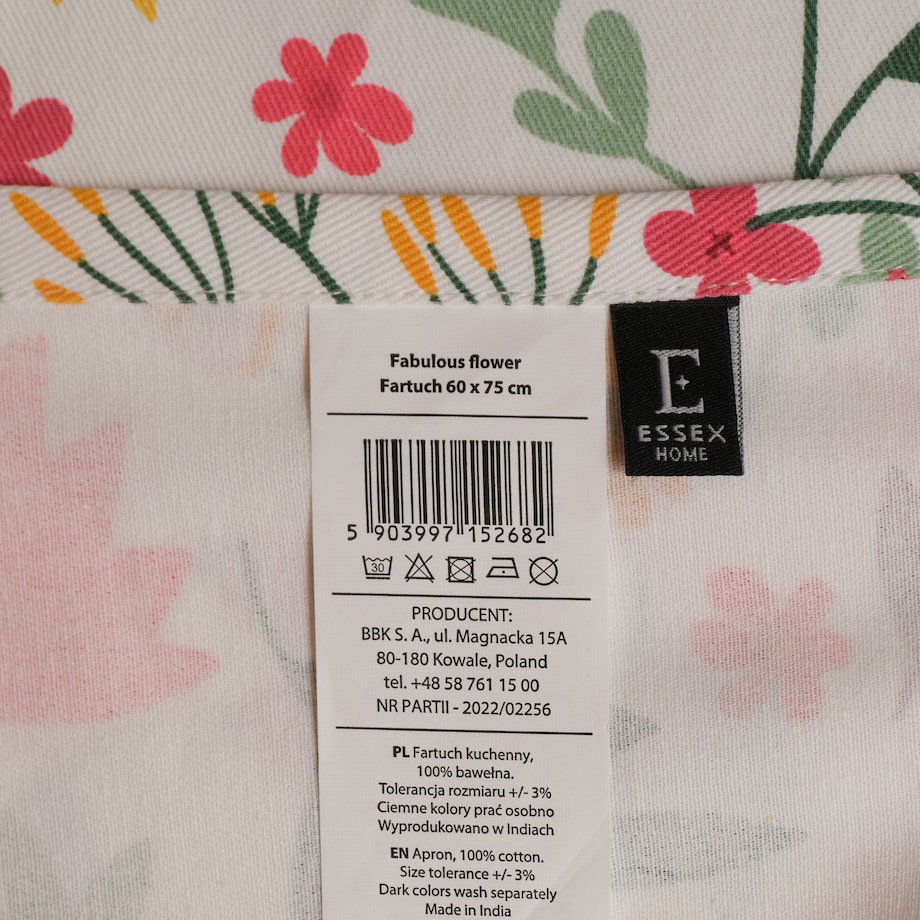 Fabulous flower
Fartuch 60 x 75 cm
5 903997 152682
30
PRODUCENT:
BBK S. A., ul. Magnacka 15A
80-180 Kowale, Poland
tel. +48 58 761 15 00
NR PARTII - 2022/02256
PL Fartuch kuchenny,
100% bawełna.
Tolerancja rozmiaru +/- 3%
Ciemne kolory prać osobno
Wyprodukowano w Indiach
EN Apron, 100% cotton.
Size tolerance +/- 3%
Dark colors wash separately
Made in India
E
ESSEX
HOME